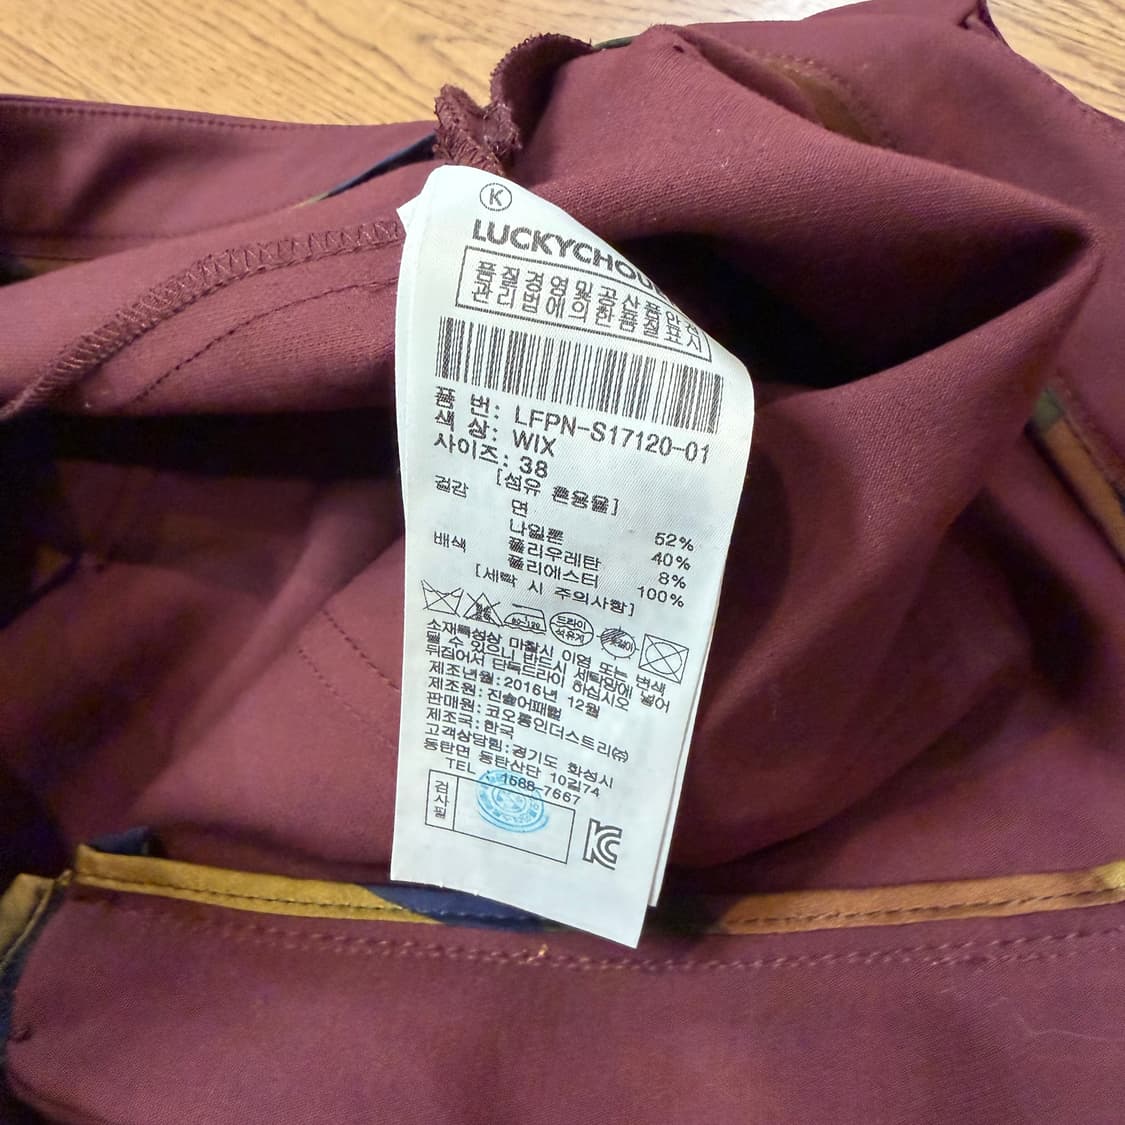 K
LUCKYCHOU
품질경영및공산품안전
관리법에의한품질표시
품 번: LFPN-S17120-01
색 상: WIX
사이즈: 38
[섬유 혼용율]
겉감 면 52%
나일론 40%
폴리우레탄 8%
배색 폴리에스터 100%
[세탁 시 주의사항]
80~120
드라이
석유계
소재특성상 마찰시 이염 또는 변색
될 수 있으니 반드시 세탁망에 넣어
뒤집어서 단독드라이 하십시오
제조년월:2016년 12월
제조원:진솔어패럴
판매원:코오롱인더스트리㈜
제조국:한국
고객상담팀:경기도 화성시
동탄면 동탄산단 10길74
TEL : 1588-7667
검사필